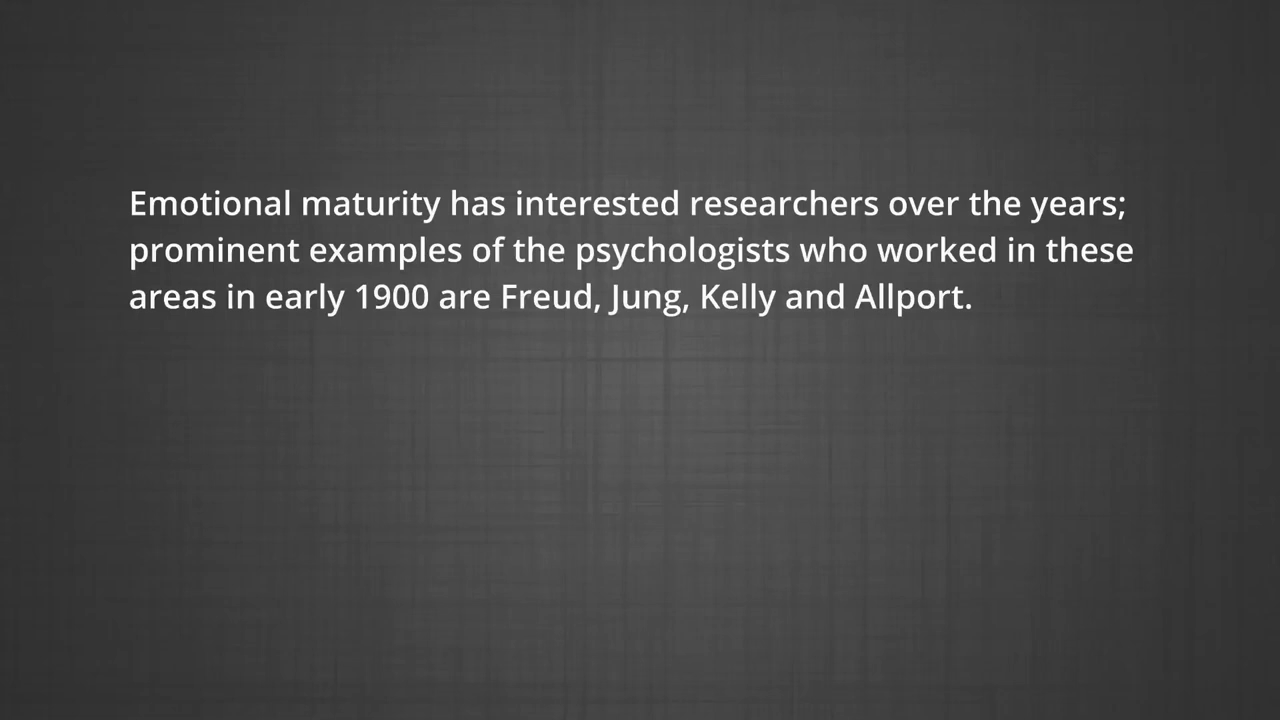 Emotional maturity has interested researchers over the years;
prominent examples of the psychologists who worked in these
areas in early 1900 are Freud, Jung, Kelly and Allport.